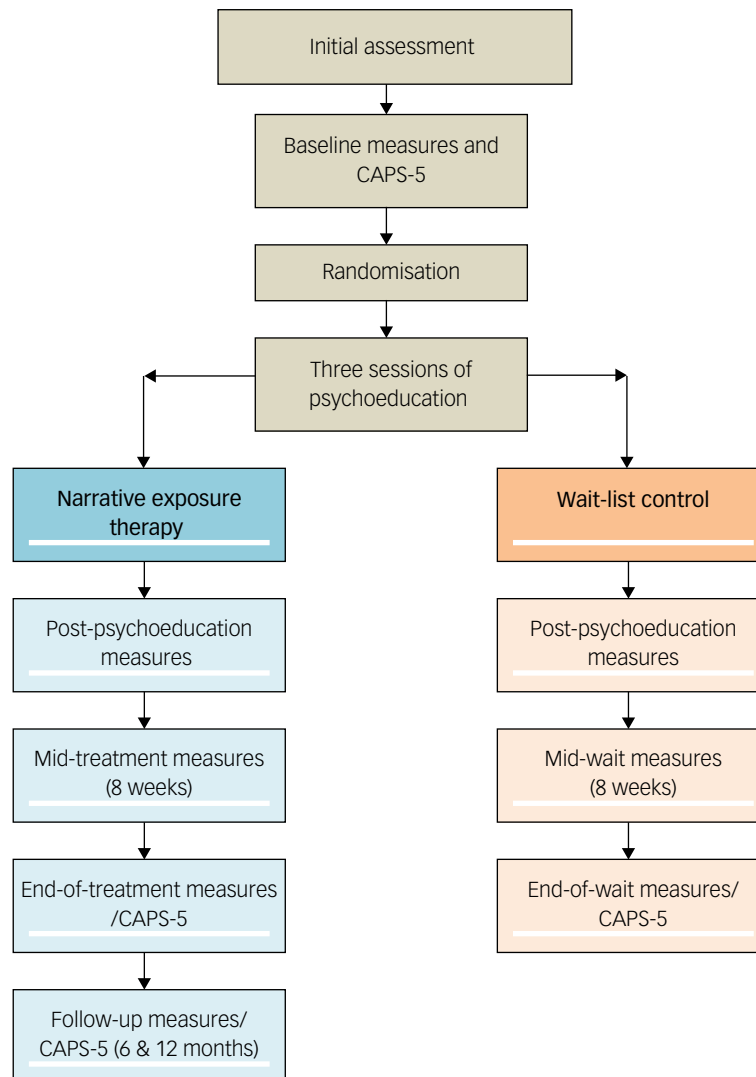 Initial assessment
Baseline measures and
CAPS-5
Randomisation
Three sessions of
psychoeducation
Narrative exposure
therapy
Post-psychoeducation
measures
Mid-treatment measures
(8 weeks)
End-of-treatment measures
/CAPS-5
Follow-up measures/
CAPS-5 (6 & 12 months)
Wait-list control
Post-psychoeducation
measures
Mid-wait measures
(8 weeks)
End-of-wait measures/
CAPS-5